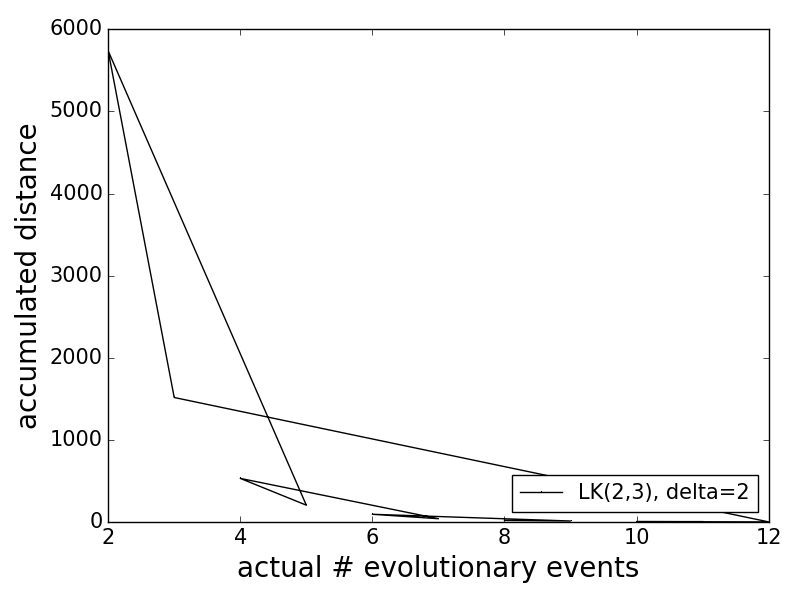 6000
5000
4000
3000
2000
1000
0
accumulated distance
LK(2,3), delta=2
2 4 6 8 10 12
actual # evolutionary events